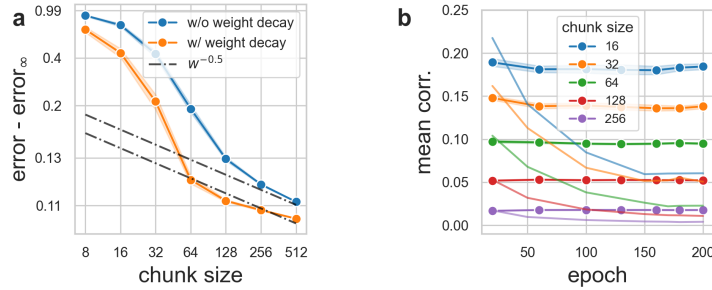 a
error - error∞
0.99
0.4
0.2
0.13
0.11
w/o weight decay
w/ weight decay
w^{-0.5}
8 16 32 64 128 256 512
chunk size
b
mean corr.
0.25
0.20
0.15
0.10
0.05
0.00
chunk size
16
32
64
128
256
50 100 150 200
epoch